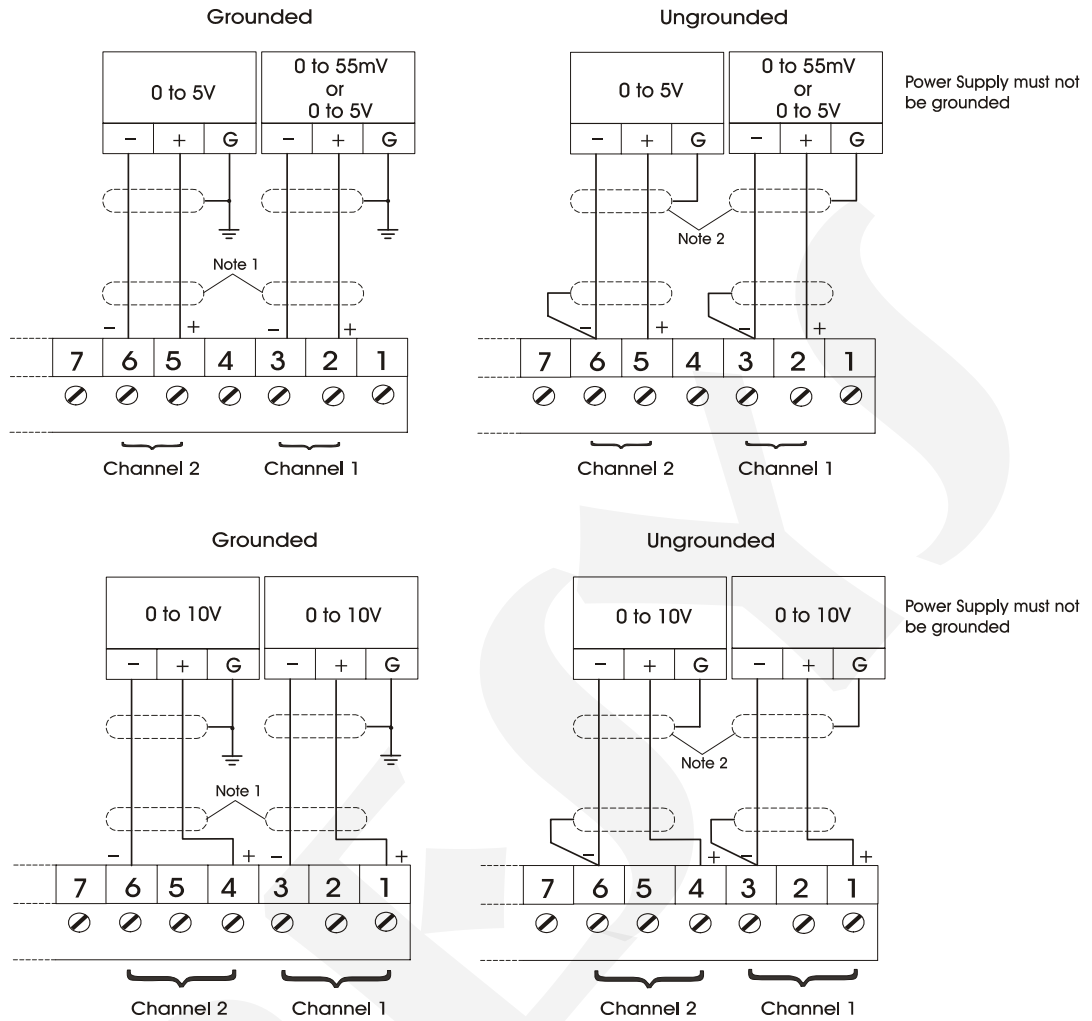 Grounded
Ungrounded
0 to 5V
0 to 55mV
or
0 to 5V
0 to 5V
0 to 55mV
or
0 to 5V
Power Supply must not
be grounded
− + G − + G
− + G − + G
Note 1
Note 2
− + − +
− + − +
7 6 5 4 3 2 1
7 6 5 4 3 2 1
Channel 2
Channel 1
Channel 2
Channel 1
Grounded
Ungrounded
0 to 10V
0 to 10V
0 to 10V
0 to 10V
Power Supply must not
be grounded
− + G − + G
− + G − + G
Note 1
Note 2
− + − +
− + − +
7 6 5 4 3 2 1
7 6 5 4 3 2 1
Channel 2
Channel 1
Channel 2
Channel 1